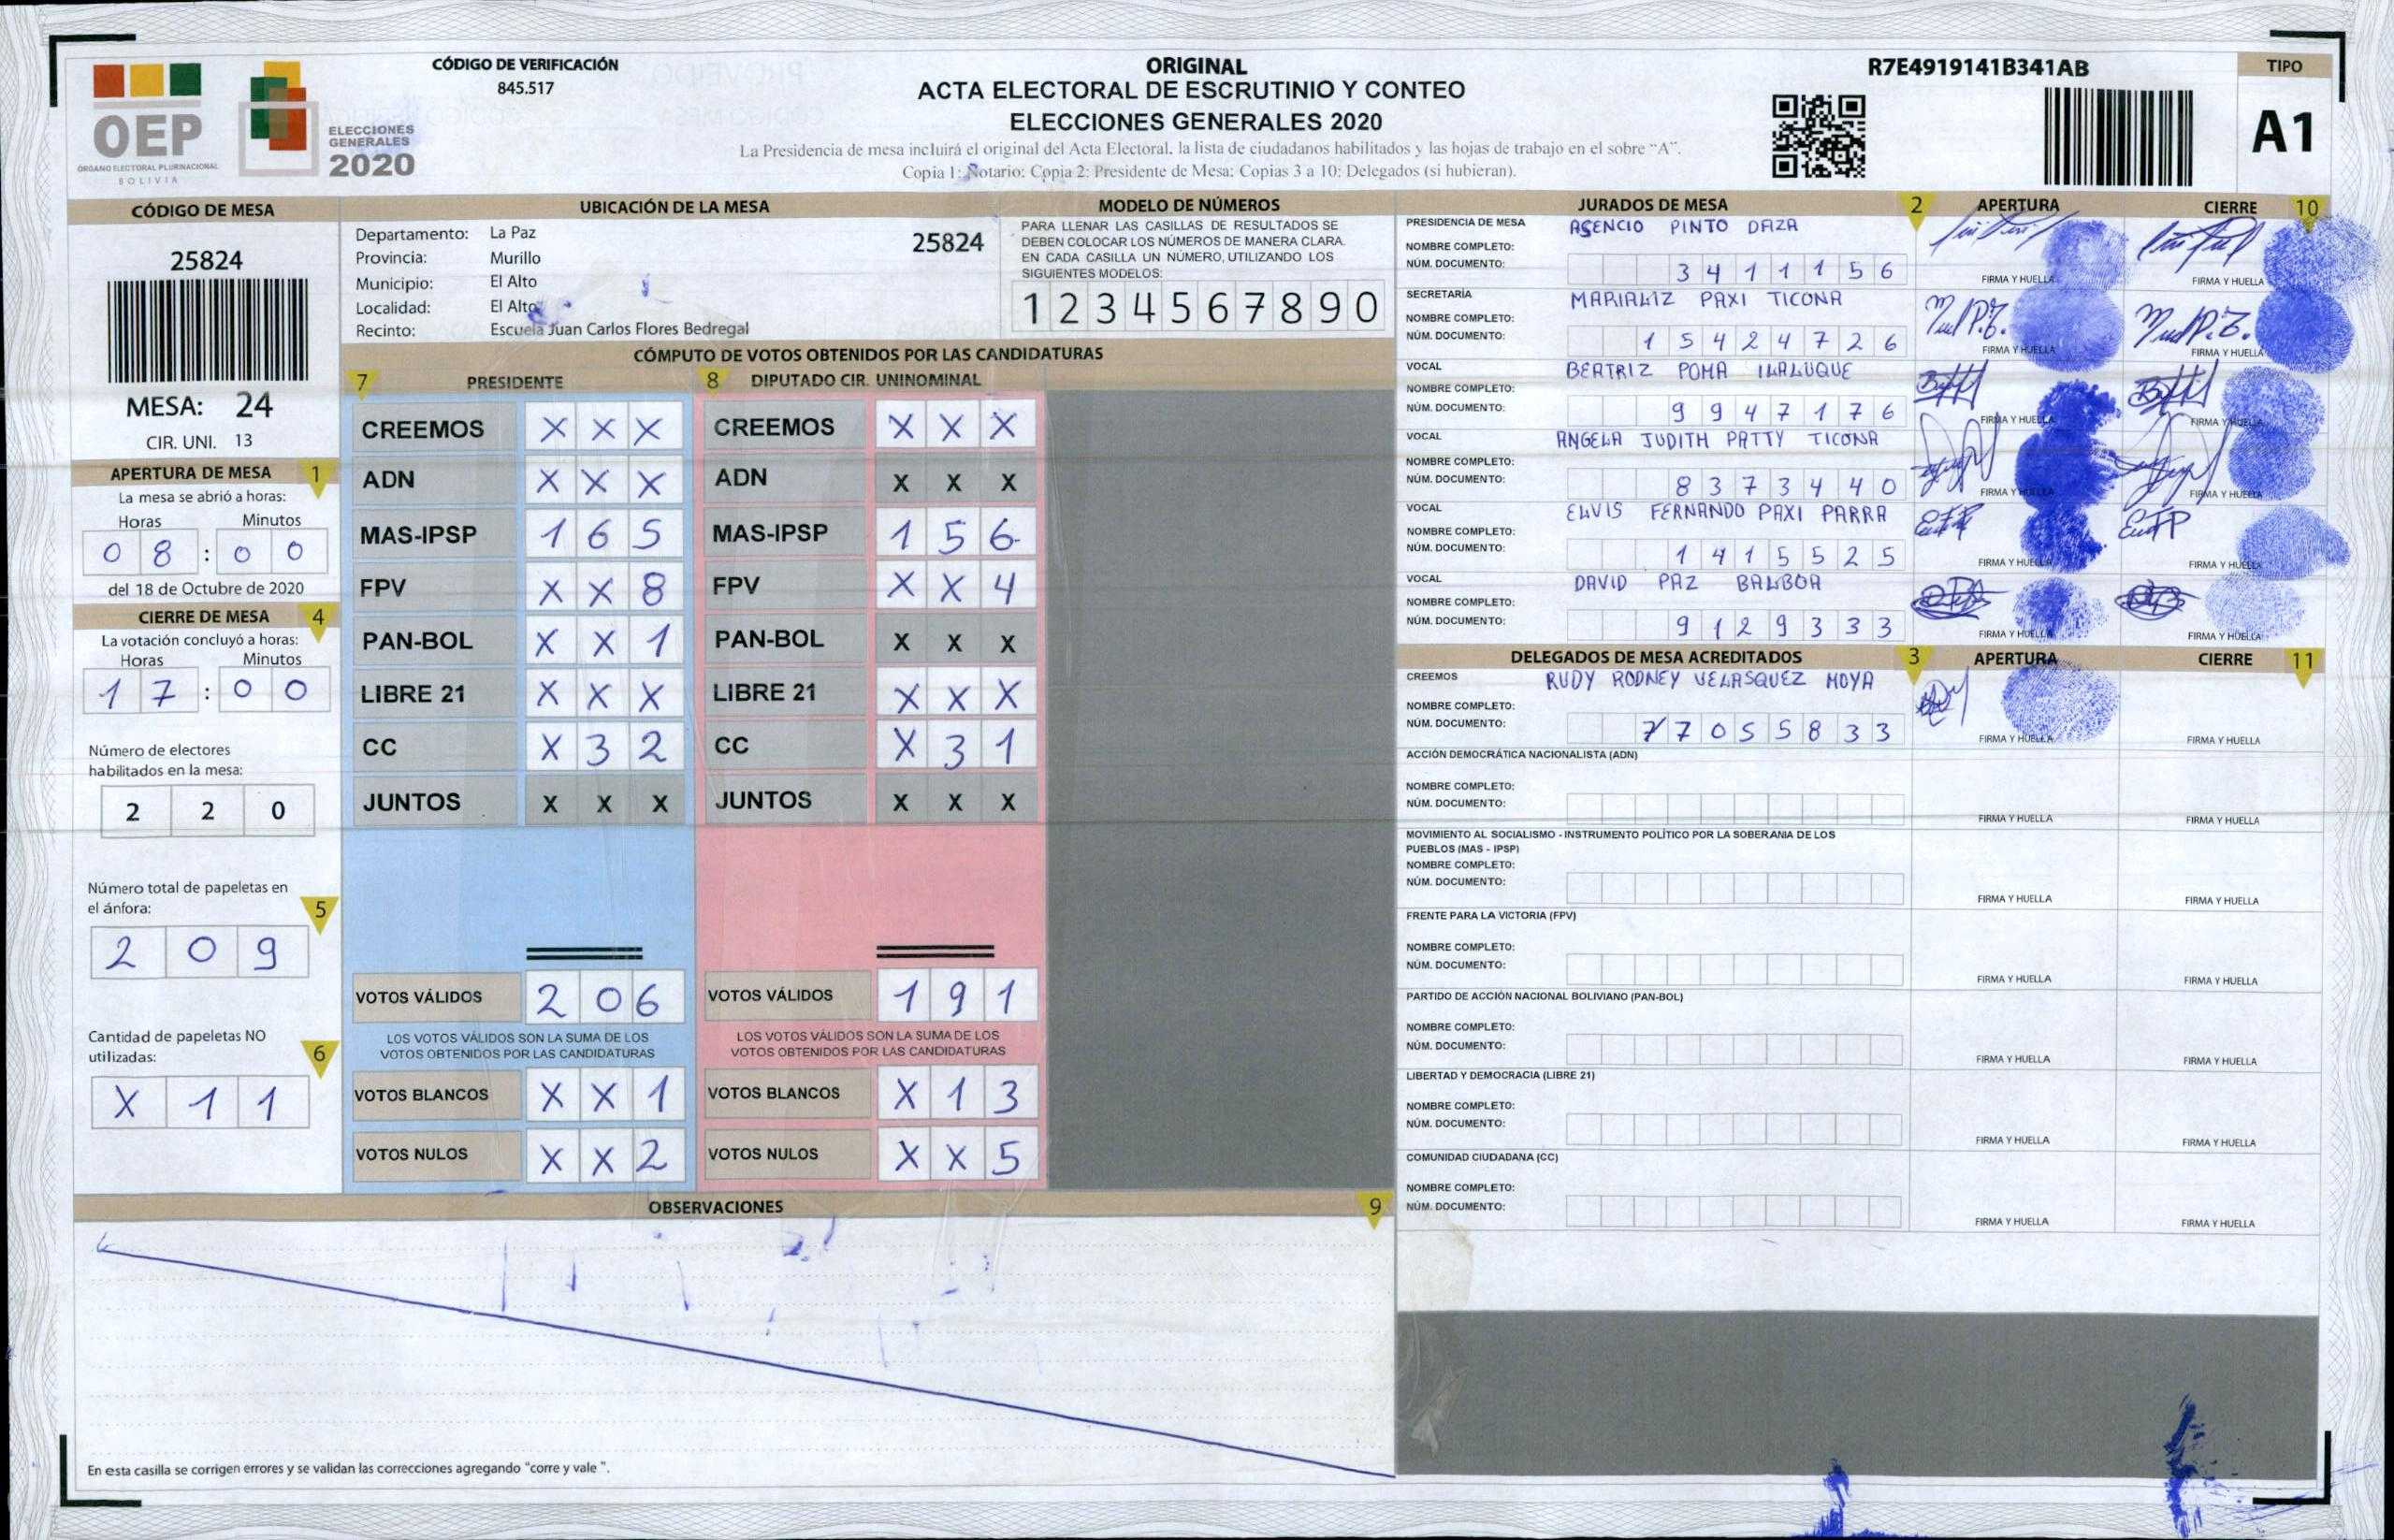 CÓDIGO DE VERIFICACIÓN
845.517
OEP
ÓRGANO ELECTORAL PLURINACIONAL
BOLIVIA
ELECCIONES
GENERALES
2020
ORIGINAL
ACTA ELECTORAL DE ESCRUTINIO Y CONTEO
ELECCIONES GENERALES 2020
La Presidencia de mesa incluirá el original del Acta Electoral, la lista de ciudadanos habilitados y las hojas de trabajo en el sobre “A”.
Copia 1: Notario; Copia 2: Presidente de Mesa; Copias 3 a 10: Delegados (si hubieran).
R7E4919141B341AB
TIPO
A1
CÓDIGO DE MESA
25824
MESA: 24
CIR. UNI. 13
APERTURA DE MESA 1
La mesa se abrió a horas:
Horas Minutos
0 8 : 0 0
del 18 de Octubre de 2020
CIERRE DE MESA 4
La votación concluyó a horas:
Horas Minutos
1 7 : 0 0
Número de electores
habilitados en la mesa:
2 2 0
Número total de papeletas en
el ánfora: 5
2 0 9
Cantidad de papeletas NO
utilizadas: 6
X 1 1
UBICACIÓN DE LA MESA
Departamento: La Paz 25824
Provincia: Murillo
Municipio: El Alto
Localidad: El Alto
Recinto: Escuela Juan Carlos Flores Bedregal
MODELO DE NÚMEROS
PARA LLENAR LAS CASILLAS DE RESULTADOS SE
DEBEN COLOCAR LOS NÚMEROS DE MANERA CLARA.
EN CADA CASILLA UN NÚMERO, UTILIZANDO LOS
SIGUIENTES MODELOS:
1 2 3 4 5 6 7 8 9 0
CÓMPUTO DE VOTOS OBTENIDOS POR LAS CANDIDATURAS
7 PRESIDENTE
CREEMOS X X X
ADN X X X
MAS-IPSP 1 6 5
FPV X X 8
PAN-BOL X X 1
LIBRE 21 X X X
CC X 3 2
JUNTOS X X X
VOTOS VÁLIDOS 2 0 6
LOS VOTOS VÁLIDOS SON LA SUMA DE LOS
VOTOS OBTENIDOS POR LAS CANDIDATURAS
VOTOS BLANCOS X X 1
VOTOS NULOS X X 2
8 DIPUTADO CIR. UNINOMINAL
CREEMOS X X X
ADN X X X
MAS-IPSP 1 5 6
FPV X X 4
PAN-BOL X X X
LIBRE 21 X X X
CC X 3 1
JUNTOS X X X
VOTOS VÁLIDOS 1 9 1
LOS VOTOS VÁLIDOS SON LA SUMA DE LOS
VOTOS OBTENIDOS POR LAS CANDIDATURAS
VOTOS BLANCOS X 1 3
VOTOS NULOS X X 5
OBSERVACIONES 9
En esta casilla se corrigen errores y se validan las correcciones agregando “corre y vale ”.
JURADOS DE MESA 2 APERTURA CIERRE 10
PRESIDENCIA DE MESA ASENCIO PINTO DAZA
NOMBRE COMPLETO:
NÚM. DOCUMENTO: 3 4 1 1 1 5 6
FIRMA Y HUELLA FIRMA Y HUELLA
SECRETARÍA MARIALIZ PAXI TICONA
NOMBRE COMPLETO:
NÚM. DOCUMENTO: 1 5 4 2 4 7 2 6
FIRMA Y HUELLA FIRMA Y HUELLA
VOCAL BEATRIZ POMA ILALUQUE
NOMBRE COMPLETO:
NÚM. DOCUMENTO: 9 9 4 7 1 7 6
FIRMA Y HUELLA FIRMA Y HUELLA
VOCAL ANGELA JUDITH PATTY TICONA
NOMBRE COMPLETO:
NÚM. DOCUMENTO: 8 3 7 3 4 4 0
FIRMA Y HUELLA FIRMA Y HUELLA
VOCAL ELVIS FERNANDO PAXI PARRA
NOMBRE COMPLETO:
NÚM. DOCUMENTO: 1 4 1 5 5 2 5
FIRMA Y HUELLA FIRMA Y HUELLA
VOCAL DAVID PAZ BALBOA
NOMBRE COMPLETO:
NÚM. DOCUMENTO: 9 1 2 9 3 3 3
FIRMA Y HUELLA FIRMA Y HUELLA
DELEGADOS DE MESA ACREDITADOS 3 APERTURA CIERRE 11
CREEMOS RUDY RODNEY VELASQUEZ MOYA
NOMBRE COMPLETO:
NÚM. DOCUMENTO: 7 7 0 5 5 8 3 3
FIRMA Y HUELLA FIRMA Y HUELLA
ACCIÓN DEMOCRÁTICA NACIONALISTA (ADN)
NOMBRE COMPLETO:
NÚM. DOCUMENTO:
FIRMA Y HUELLA FIRMA Y HUELLA
MOVIMIENTO AL SOCIALISMO - INSTRUMENTO POLÍTICO POR LA SOBERANIA DE LOS
PUEBLOS (MAS - IPSP)
NOMBRE COMPLETO:
NÚM. DOCUMENTO:
FIRMA Y HUELLA FIRMA Y HUELLA
FRENTE PARA LA VICTORIA (FPV)
NOMBRE COMPLETO:
NÚM. DOCUMENTO:
FIRMA Y HUELLA FIRMA Y HUELLA
PARTIDO DE ACCIÓN NACIONAL BOLIVIANO (PAN-BOL)
NOMBRE COMPLETO:
NÚM. DOCUMENTO:
FIRMA Y HUELLA FIRMA Y HUELLA
LIBERTAD Y DEMOCRACIA (LIBRE 21)
NOMBRE COMPLETO:
NÚM. DOCUMENTO:
FIRMA Y HUELLA FIRMA Y HUELLA
COMUNIDAD CIUDADANA (CC)
NOMBRE COMPLETO:
NÚM. DOCUMENTO:
FIRMA Y HUELLA FIRMA Y HUELLA